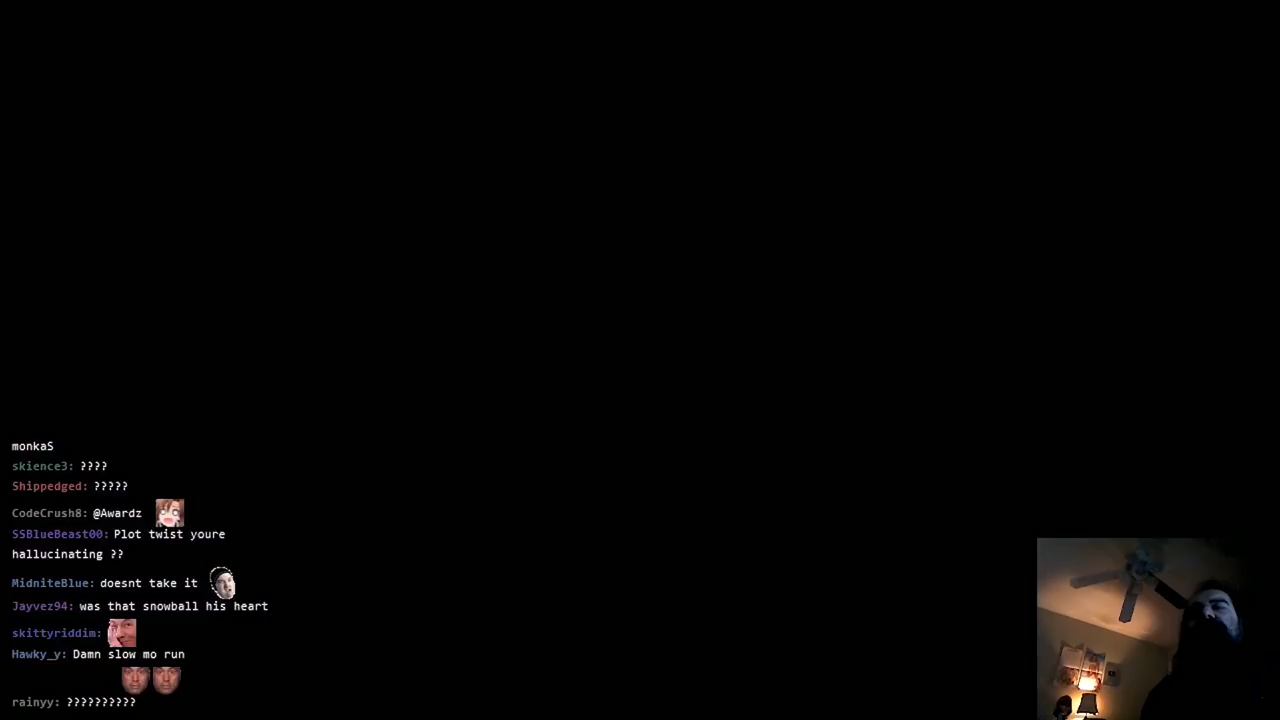 monkaS
skience3: ????
Shippedged: ?????
CodeCrush8: @Awardz
SSBlueBeast00: Plot twist youre
hallucinating ??
MidniteBlue: doesnt take it
Jayvez94: was that snowball his heart
skittyriddim:
Hawky_y: Damn slow mo run
rainyy: ??????????